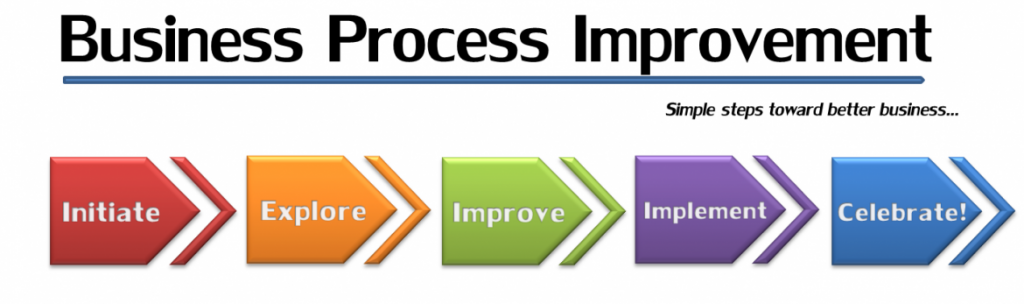 Business Process Improvement
Simple steps toward better business...
Initiate
Explore
Improve
Implement
Celebrate!